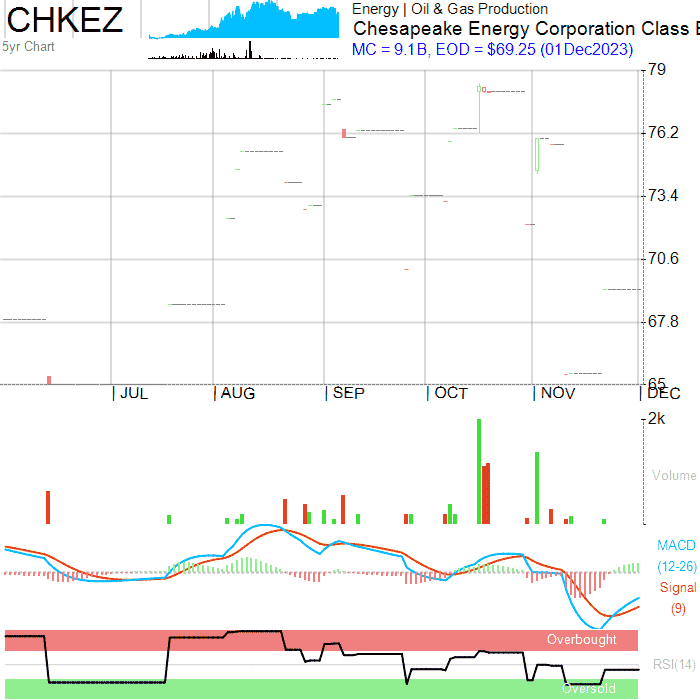 CHKEZ
5yr Chart
Energy | Oil & Gas Production
Chesapeake Energy Corporation Class
MC = 9.1B, EOD = $69.25 (01Dec2023)
79
76.2
73.4
70.6
67.8
65
JUL
AUG
SEP
OCT
NOV
DEC
2k
Volume
MACD
(12-26)
Signal
(9)
Overbought
RSI(14)
Oversold